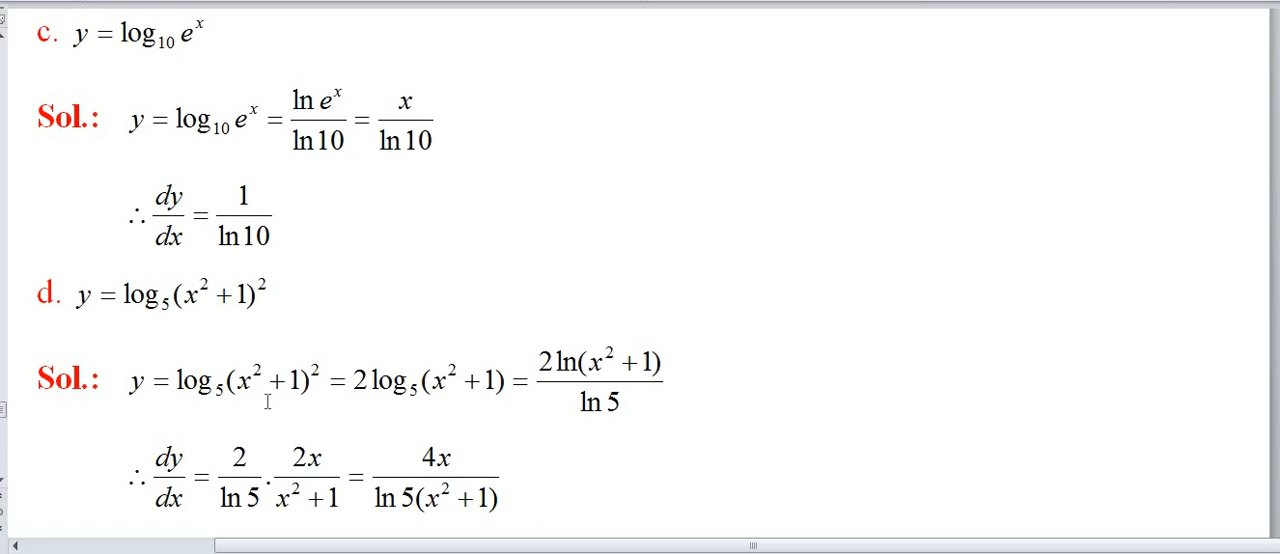 c. y = log₁₀ eˣ
Sol.: y = log₁₀ eˣ = ln eˣ / ln 10 = x / ln 10
∴ dy/dx = 1 / ln 10
d. y = log₅(x² + 1)²
Sol.: y = log₅(x² + 1)² = 2 log₅(x² + 1) = 2 ln(x² + 1) / ln 5
∴ dy/dx = 2 / ln 5 . 2x / x² + 1 = 4x / ln 5(x² + 1)